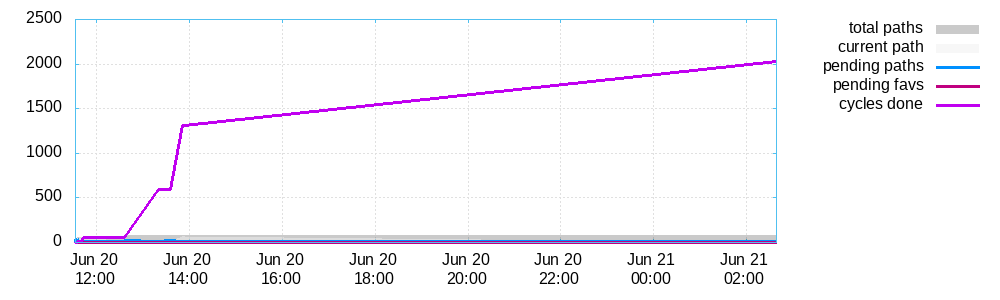 2500
2000
1500
1000
500
0
Jun 20 12:00
Jun 20 14:00
Jun 20 16:00
Jun 20 18:00
Jun 20 20:00
Jun 20 22:00
Jun 21 00:00
Jun 21 02:00
total paths
current path
pending paths
pending favs
cycles done